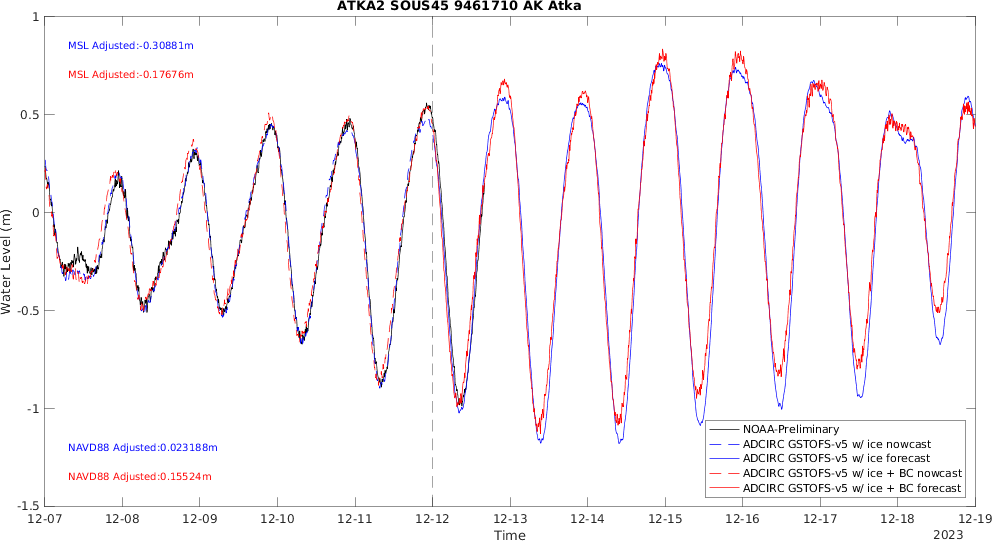 ATKA2 SOUS45 9461710 AK Atka
1
0.5
0
-0.5
-1
-1.5
Water Level (m)
MSL Adjusted:-0.30881m
MSL Adjusted:-0.17676m
NAVD88 Adjusted:0.023188m
NAVD88 Adjusted:0.15524m
NOAA-Preliminary
ADCIRC GSTOFS-v5 w/ ice nowcast
ADCIRC GSTOFS-v5 w/ ice forecast
ADCIRC GSTOFS-v5 w/ ice + BC nowcast
ADCIRC GSTOFS-v5 w/ ice + BC forecast
12-07 12-08 12-09 12-10 12-11 12-12 12-13 12-14 12-15 12-16 12-17 12-18 12-19
Time
2023